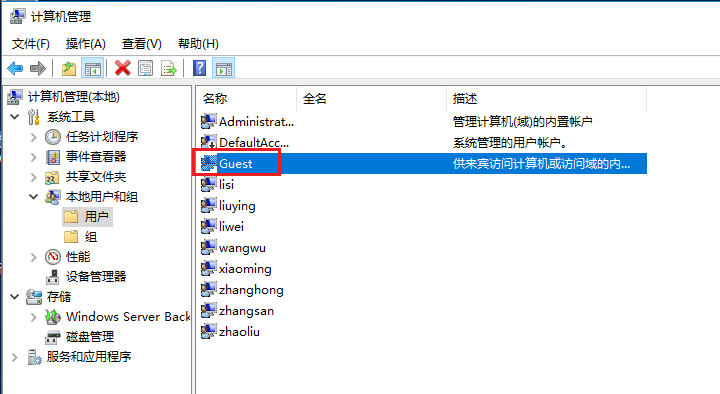 计算机管理
文件(F) 操作(A) 查看(V) 帮助(H)
计算机管理(本地)
系统工具
任务计划程序
事件查看器
共享文件夹
本地用户和组
用户
组
性能
设备管理器
存储
Windows Server Back
磁盘管理
服务和应用程序
名称 全名 描述
Administrat... 管理计算机(域)的内置帐户
DefaultAcc... 系统管理的用户帐户。
Guest 供来宾访问计算机或访问域的内...
lisi
liuying
liwei
wangwu
xiaoming
zhanghong
zhangsan
zhaoliu